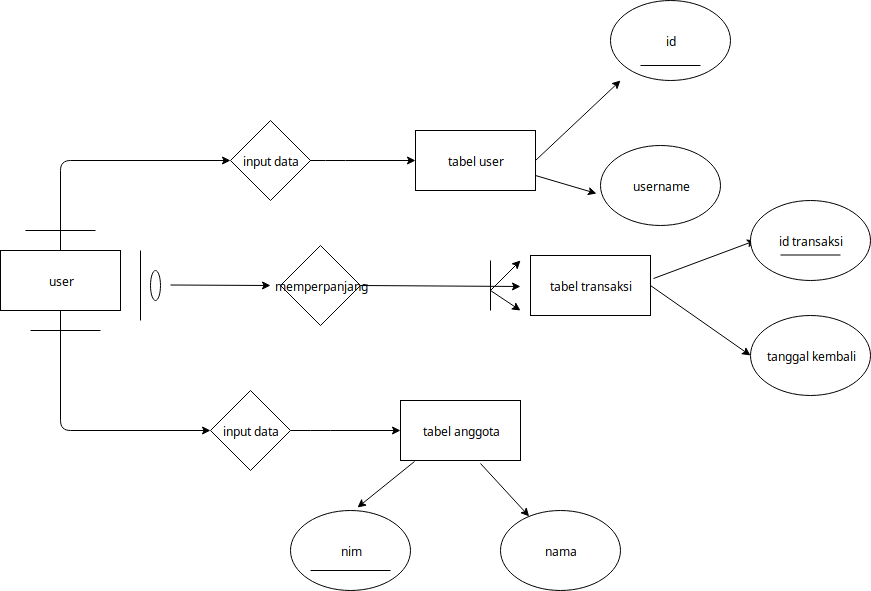 id
input data
tabel user
username
id transaksi
user
memperpanjang
tabel transaksi
tanggal kembali
input data
tabel anggota
nim
nama